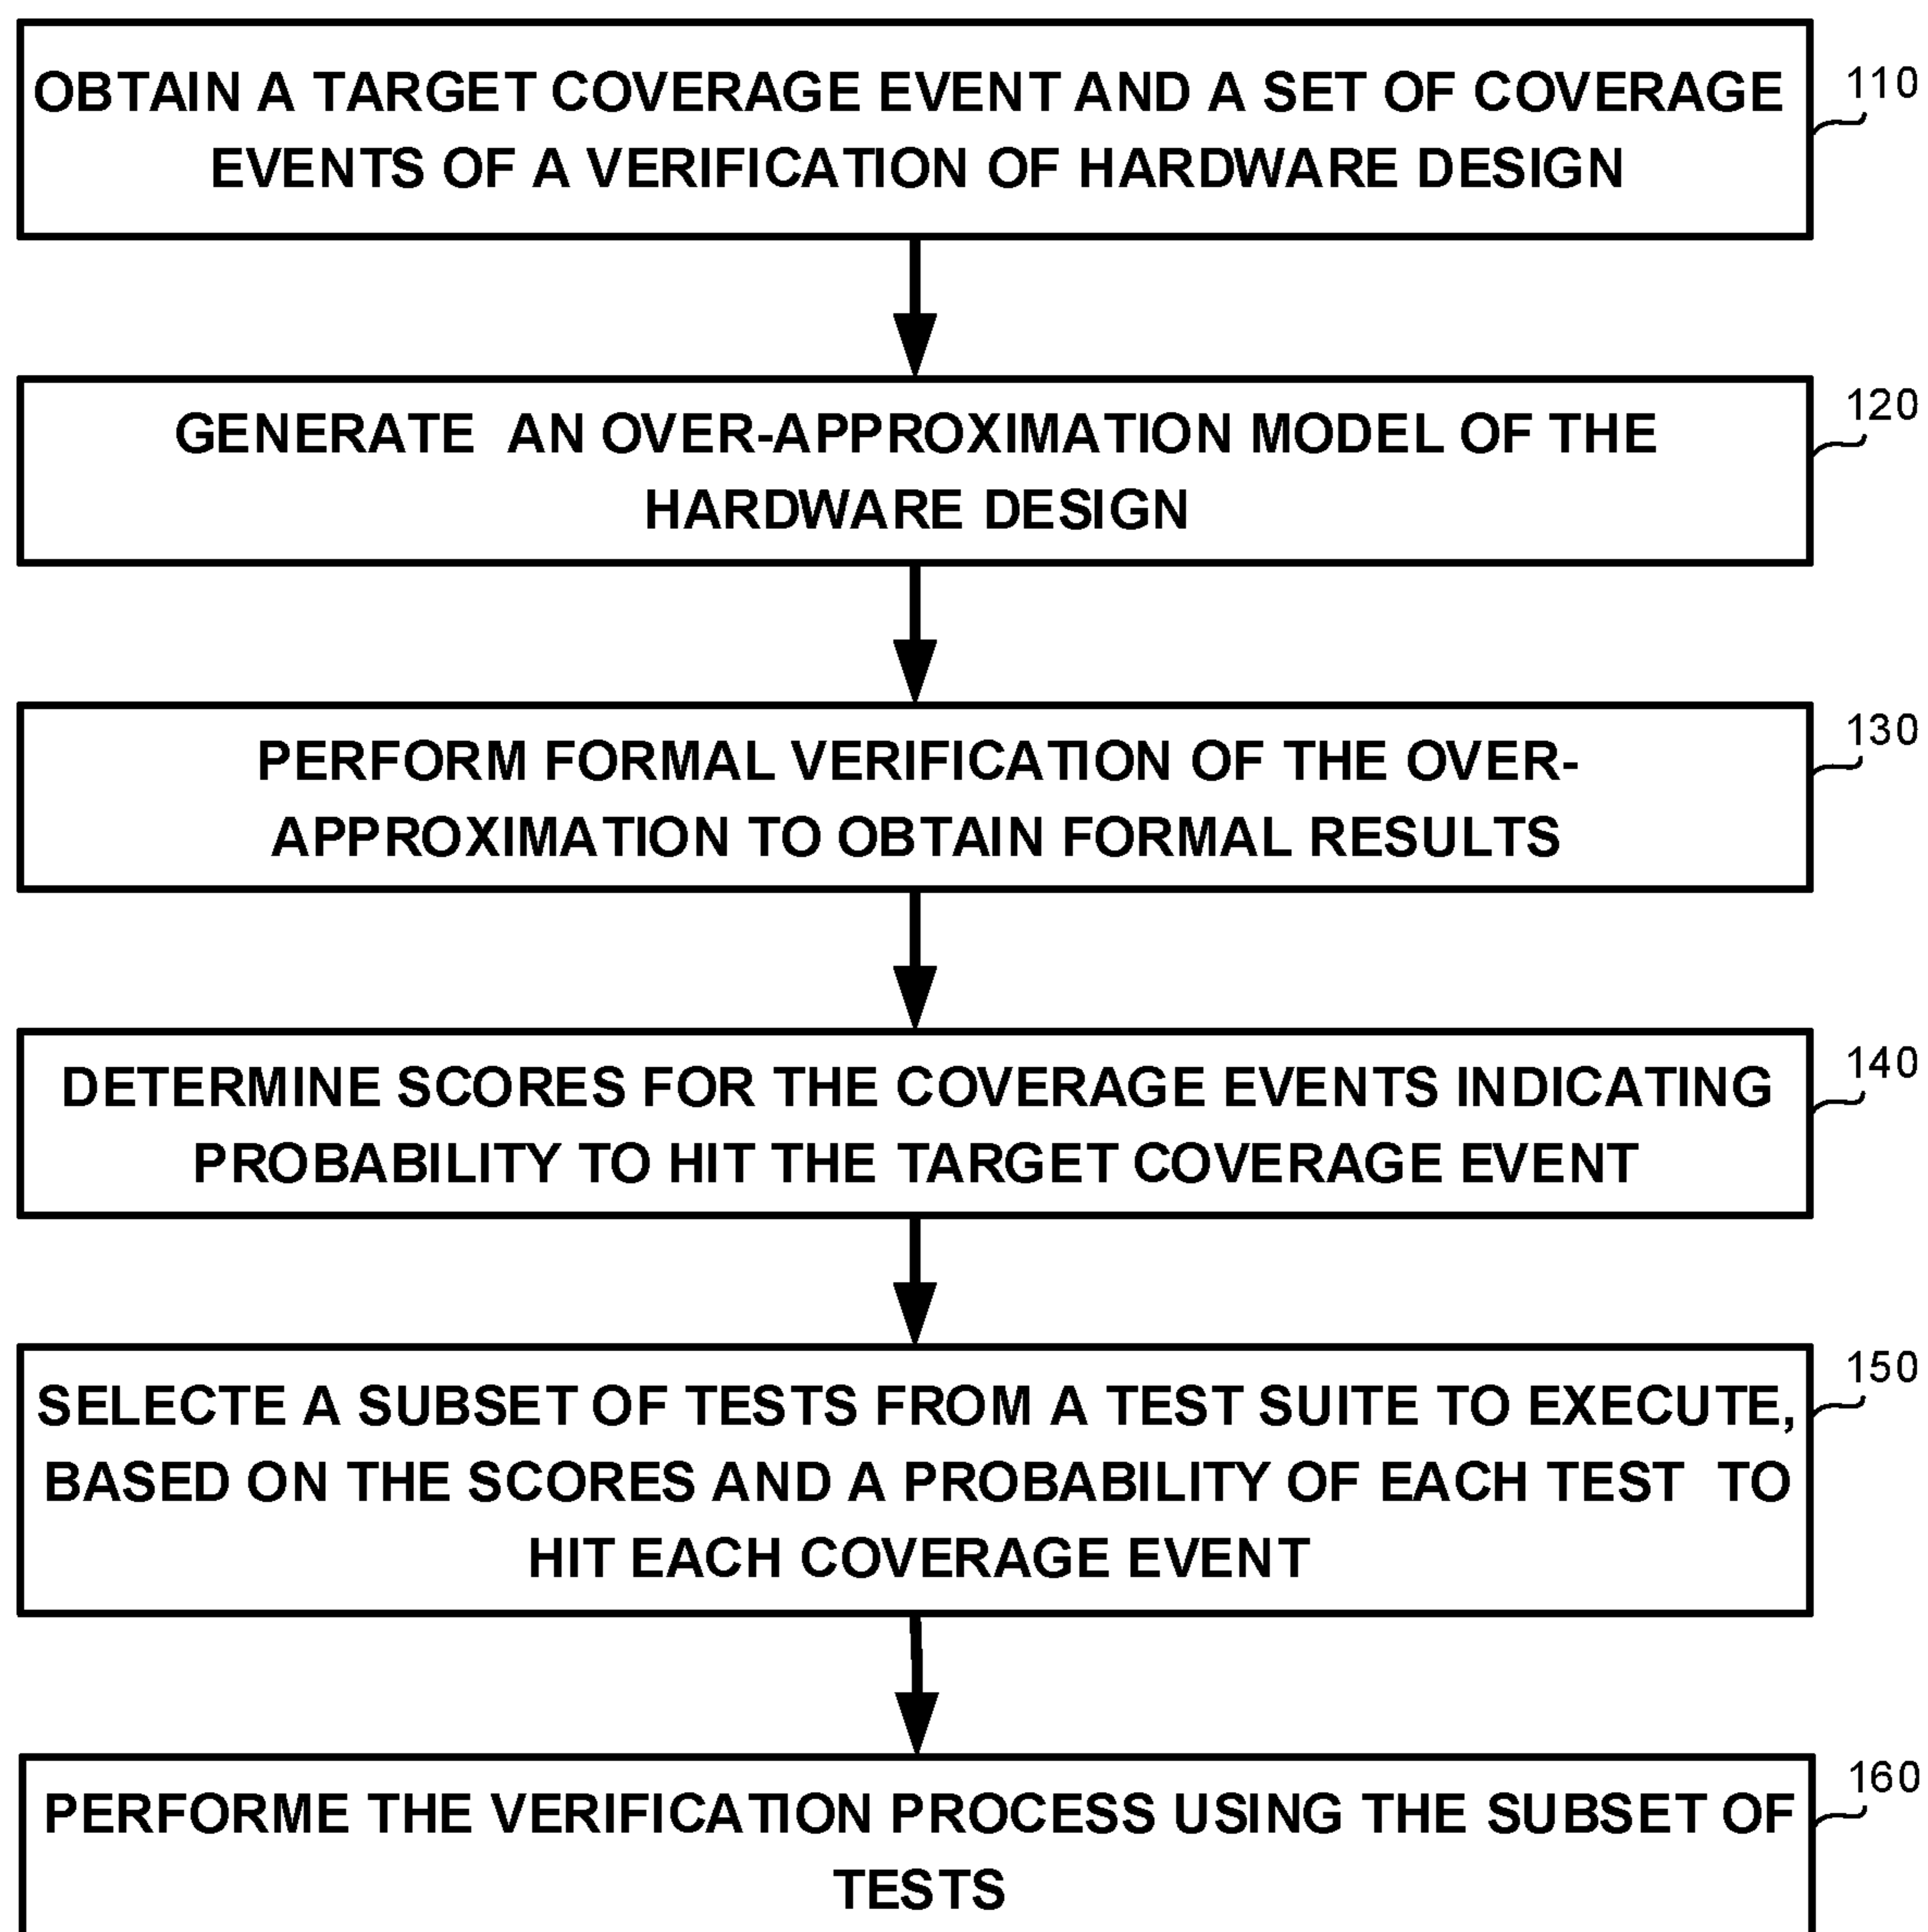 OBTAIN A TARGET COVERAGE EVENT AND A SET OF COVERAGE
EVENTS OF A VERIFICATION OF HARDWARE DESIGN
110
GENERATE AN OVER-APPROXIMATION MODEL OF THE
HARDWARE DESIGN
120
PERFORM FORMAL VERIFICATION OF THE OVER-
APPROXIMATION TO OBTAIN FORMAL RESULTS
130
DETERMINE SCORES FOR THE COVERAGE EVENTS INDICATING
PROBABILITY TO HIT THE TARGET COVERAGE EVENT
140
SELECTE A SUBSET OF TESTS FROM A TEST SUITE TO EXECUTE,
BASED ON THE SCORES AND A PROBABILITY OF EACH TEST TO
HIT EACH COVERAGE EVENT
150
PERFORME THE VERIFICATION PROCESS USING THE SUBSET OF
TESTS
160